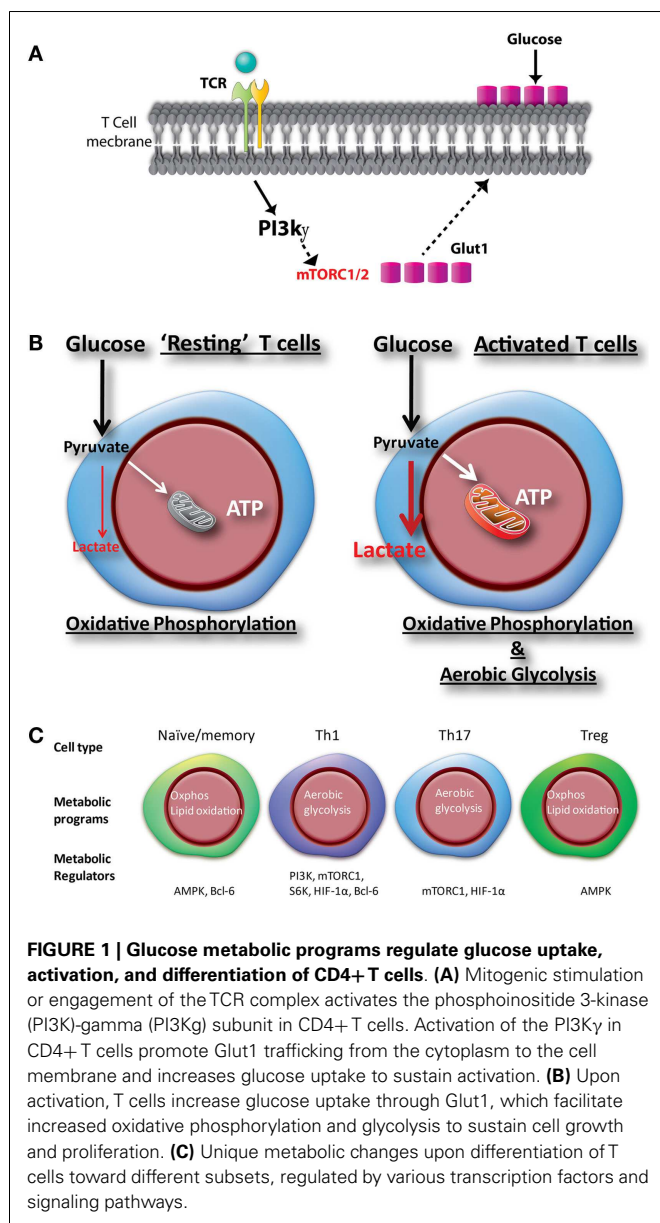 A
Glucose
TCR
T Cell
mecbrane
PI3kγ
mTORC1/2
Glut1
B
Glucose 'Resting' T cells
Pyruvate
ATP
Lactate
Oxidative Phosphorylation
Glucose Activated T cells
Pyruvate
ATP
Lactate
Oxidative Phosphorylation
&
Aerobic Glycolysis
C
Cell type
Naïve/memory Th1 Th17 Treg
Metabolic
programs
Oxphos
Lipid oxidation
Aerobic
glycolysis
Aerobic
glycolysis
Oxphos
Lipid oxidation
Metabolic
Regulators
AMPK, Bcl-6
PI3K, mTORC1,
S6K, HIF-1α, Bcl-6
mTORC1, HIF-1α
AMPK
FIGURE 1 | Glucose metabolic programs regulate glucose uptake,
activation, and differentiation of CD4+ T cells. (A) Mitogenic stimulation
or engagement of the TCR complex activates the phosphoinositide 3-kinase
(PI3K)-gamma (PI3Kg) subunit in CD4+ T cells. Activation of the PI3Kγ in
CD4+ T cells promote Glut1 trafficking from the cytoplasm to the cell
membrane and increases glucose uptake to sustain activation. (B) Upon
activation, T cells increase glucose uptake through Glut1, which facilitate
increased oxidative phosphorylation and glycolysis to sustain cell growth
and proliferation. (C) Unique metabolic changes upon differentiation of T
cells toward different subsets, regulated by various transcription factors and
signaling pathways.